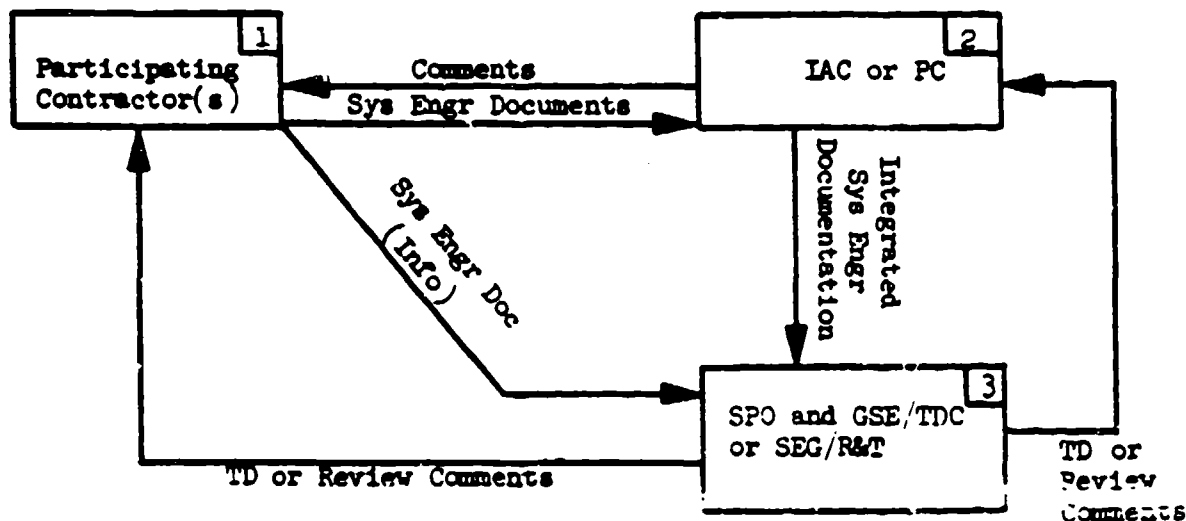 1
Participating
Contractor(s)
2
IAC or PC
Comments
Sys Engr Documents
Integrated
Sys Engr
Documentation
Sys Engr Doc
(Info)
3
SPO and GSE/TDC
or SEG/R&T
TD or Review Comments
TD or
Review
Comments